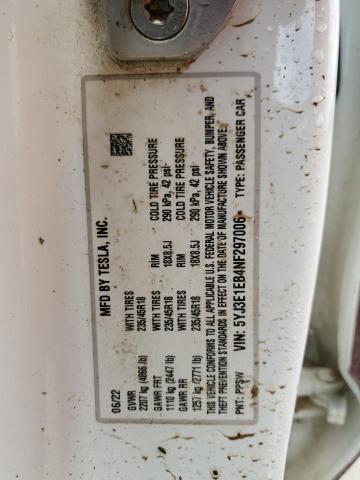 MFD BY TESLA, INC.
06/22
GVWR WITH TIRES RIM COLD TIRE PRESSURE
2207 kg (4866 lb) 235/45R18 18X8.5J 290 kPa, 42 psi
GAWR FRT WITH TIRES RIM COLD TIRE PRESSURE
1110 kg (2447 lb) 235/45R18 18X8.5J 290 kPa, 42 psi
GAWR RR
1257 kg (2771 lb)
THIS VEHICLE CONFORMS TO ALL APPLICABLE U.S. FEDERAL MOTOR VEHICLE SAFETY, BUMPER, AND
THEFT PREVENTION STANDARDS IN EFFECT ON THE DATE OF MANUFACTURE SHOWN ABOVE.
VIN: 5YJ3E1EB4NF297006 TYPE: PASSENGER CAR
PNT: PPSW